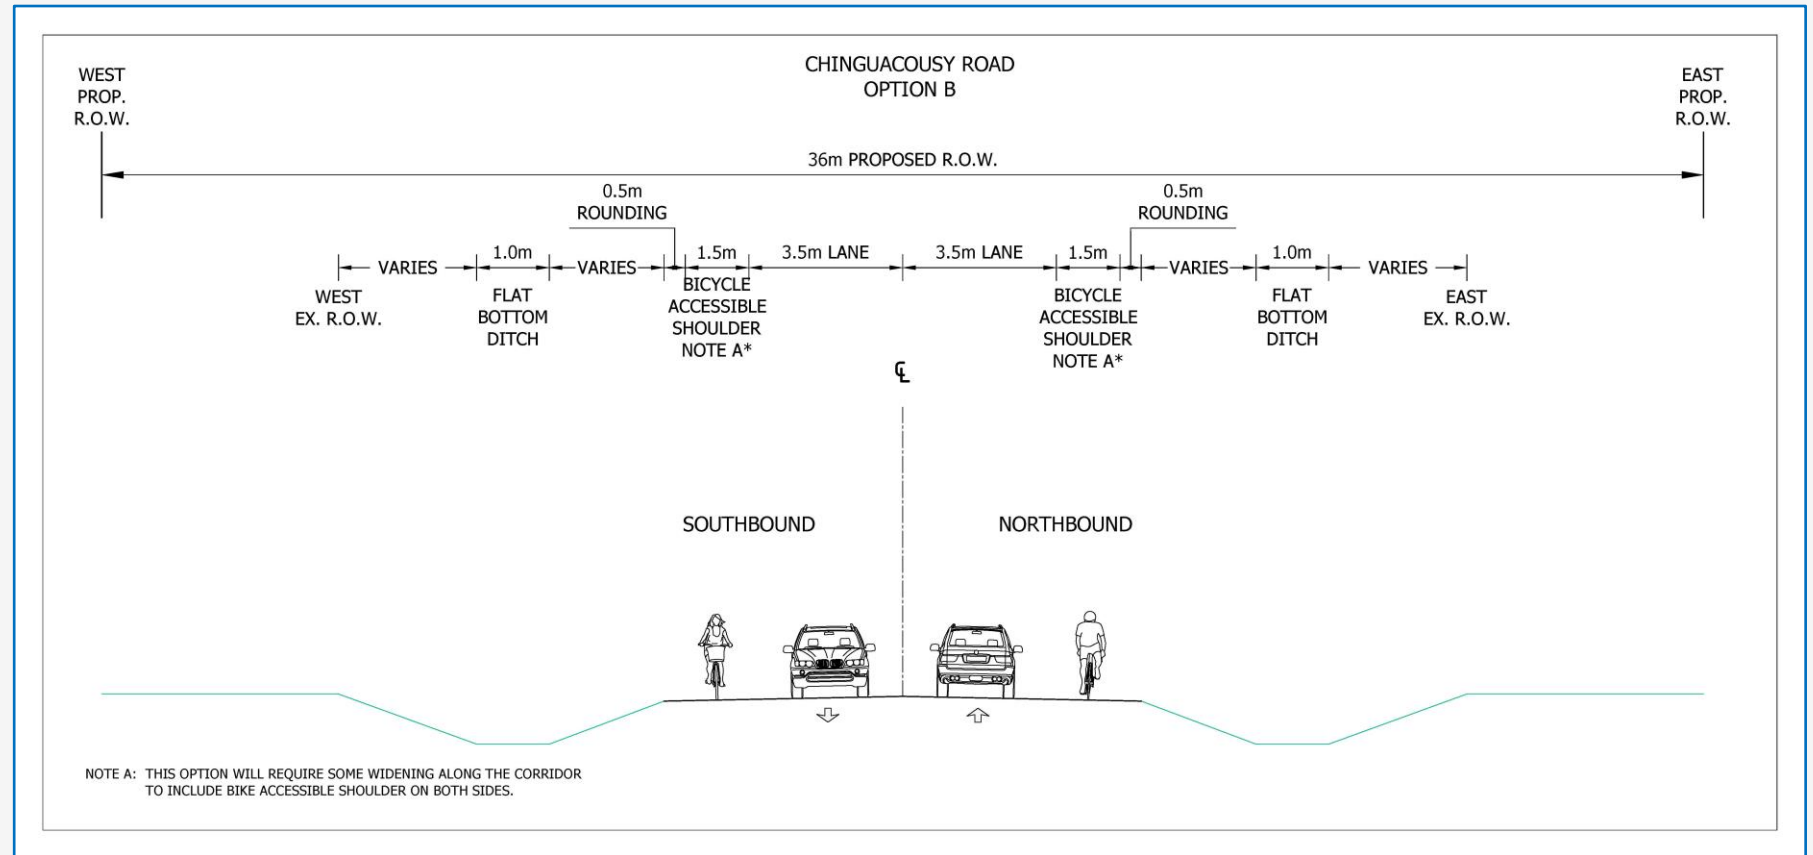 CHINGUACOUSY ROAD
OPTION B
WEST
PROP.
R.O.W.
EAST
PROP.
R.O.W.
36m PROPOSED R.O.W.
0.5m
ROUNDING
0.5m
ROUNDING
VARIES
1.0m
VARIES
1.5m
3.5m LANE
3.5m LANE
1.5m
VARIES
1.0m
VARIES
WEST
EX. R.O.W.
FLAT
BOTTOM
DITCH
BICYCLE
ACCESSIBLE
SHOULDER
NOTE A*
BICYCLE
ACCESSIBLE
SHOULDER
NOTE A*
FLAT
BOTTOM
DITCH
EAST
EX. R.O.W.
℄
SOUTHBOUND
NORTHBOUND
NOTE A: THIS OPTION WILL REQUIRE SOME WIDENING ALONG THE CORRIDOR
TO INCLUDE BIKE ACCESSIBLE SHOULDER ON BOTH SIDES.